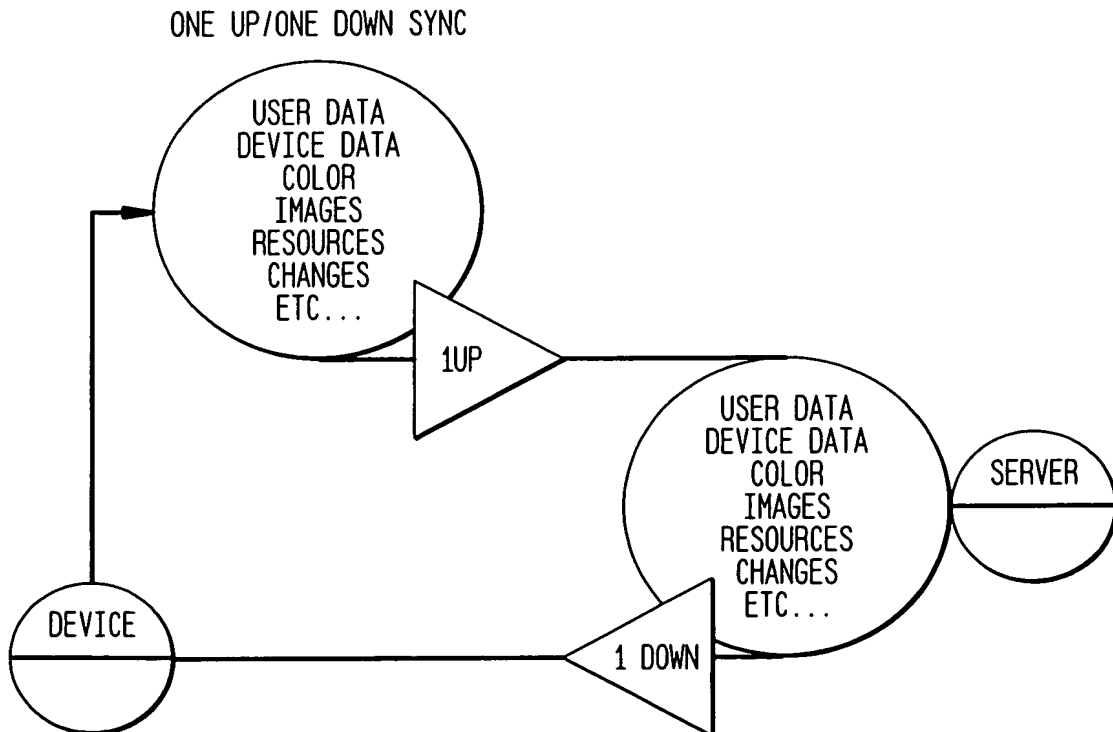 ONE UP/ONE DOWN SYNC
USER DATA
DEVICE DATA
COLOR
IMAGES
RESOURCES
CHANGES
ETC...
1UP
USER DATA
DEVICE DATA
COLOR
IMAGES
RESOURCES
CHANGES
ETC...
SERVER
DEVICE
1 DOWN